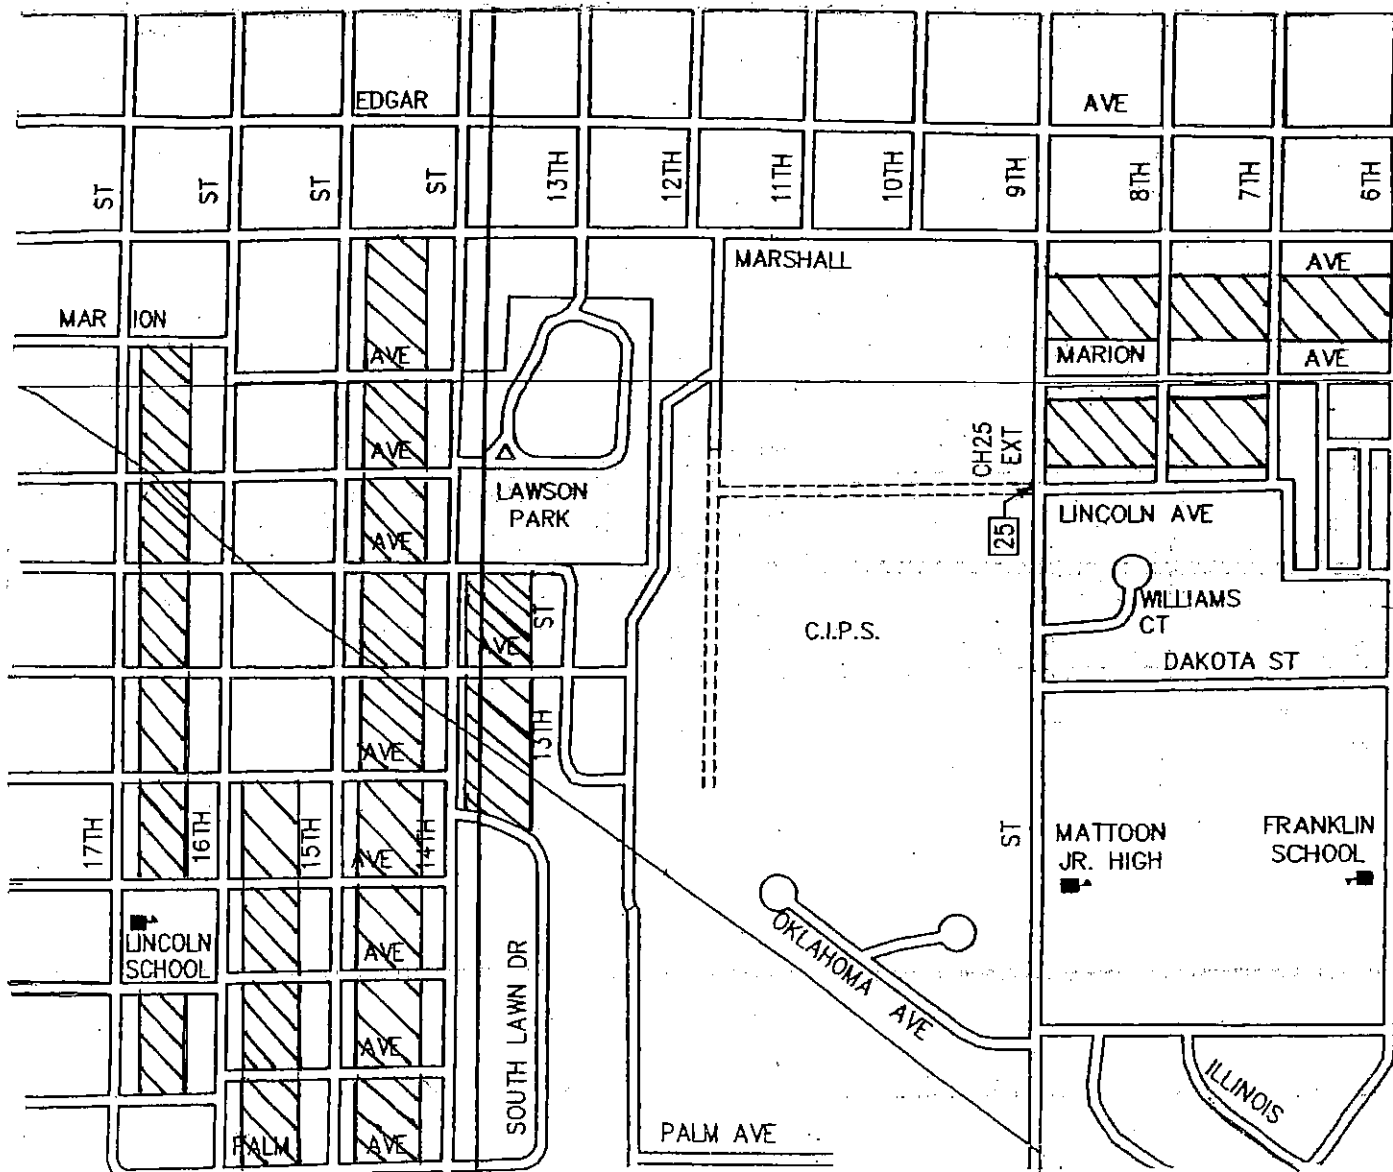 EDGAR
AVE
ST
ST
ST
ST
13TH
12TH
11TH
10TH
9TH
8TH
7TH
6TH
MARSHALL
AVE
MAR ION
AVE
MARION
AVE
AVE
CH25
EXT
LAWSON
PARK
25
LINCOLN AVE
AVE
WILLIAMS
CT
ST
AVE
C.I.P.S.
DAKOTA ST
13TH
AVE
17TH
16TH
15TH
AVE
14TH
ST
MATTOON
JR. HIGH
FRANKLIN
SCHOOL
LINCOLN
SCHOOL
AVE
SOUTH LAWN DR
OKLAHOMA AVE
AVE
ILLINOIS
PALM
AVE
PALM AVE